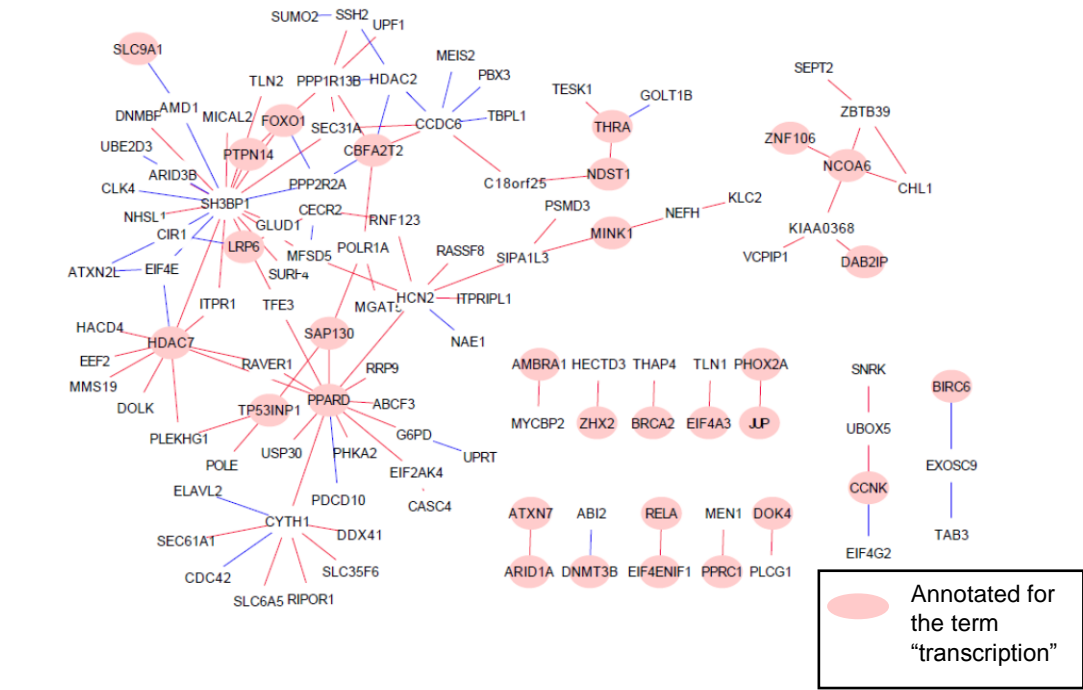 SUMO2
SSH2
UPF1
SLC9A1
MEIS2
SEPT2
TLN2
PPP1R13B
HDAC2
PBX3
TESK1
GOLT1B
AMD1
DNMBP
MICAL2
FOXO1
SEC31A
CCDC6
TBPL1
THRA
ZBTB39
UBE2D3
PTPN14
CBFA2T2
ZNF106
NCOA6
ARID3B
CLK4
PPP2R2A
C18orf25
NDST1
CHL1
SH3BP1
NHSL1
GLUD1
CECR2
RNF123
PSMD3
NEFH
KLC2
CIR1
LRP6
MFSD5
POLR1A
RASSF8
SIPA1L3
MINK1
KIAA0368
ATXN2L
EIF4E
SURF4
VCPIP1
DAB2IP
ITPR1
TFE3
MGAT5
HCN2
ITPRIPL1
HACD4
HDAC7
SAP130
NAE1
EEF2
RAVER1
RRP9
AMBRA1
HECTD3
THAP4
TLN1
PHOX2A
SNRK
BIRC6
MMS19
DOLK
TP53INP1
PPARD
ABCF3
MYCBP2
ZHX2
BRCA2
EIF4A3
JUP
UBOX5
PLEKHG1
G6PD
USP30
PHKA2
UPRT
POLE
EIF2AK4
EXOSC9
ELAVL2
PDCD10
CASC4
CCNK
CYTH1
DDX41
ATXN7
ABI2
RELA
MEN1
DOK4
TAB3
SEC61A1
EIF4G2
CDC42
SLC35F6
ARID1A
DNMT3B
EIF4ENIF1
PPRC1
PLCG1
SLC6A5
RIPOR1
Annotated for
the term
“transcription”